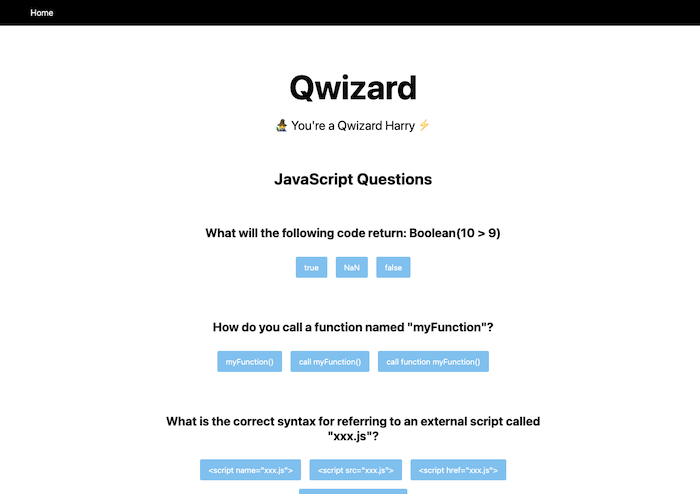 Home
Qwizard
🧙 You're a Qwizard Harry ⚡
JavaScript Questions
What will the following code return: Boolean(10 > 9)
true NaN false
How do you call a function named "myFunction"?
myFunction() call myFunction() call function myFunction()
What is the correct syntax for referring to an external script called
"xxx.js"?
<script name="xxx.js"> <script src="xxx.js"> <script href="xxx.js">